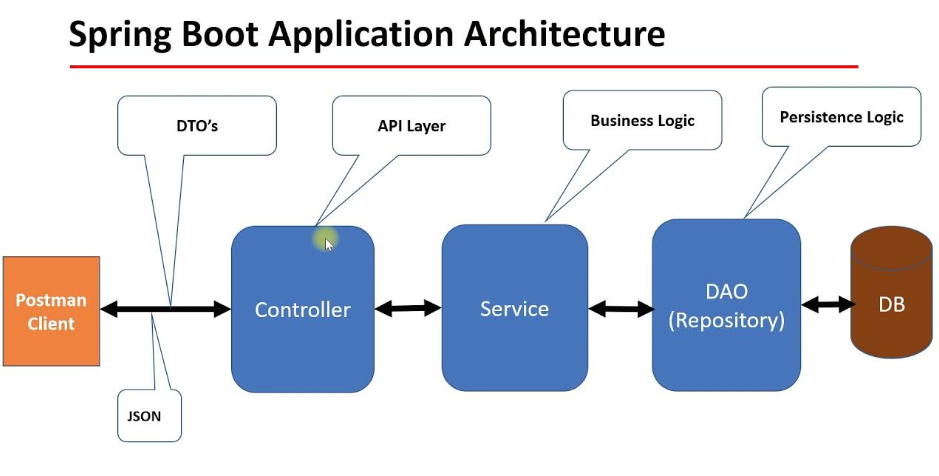 Spring Boot Application Architecture
DTO's
API Layer
Business Logic
Persistence Logic
Postman
Client
Controller
Service
DAO
(Repository)
DB
JSON